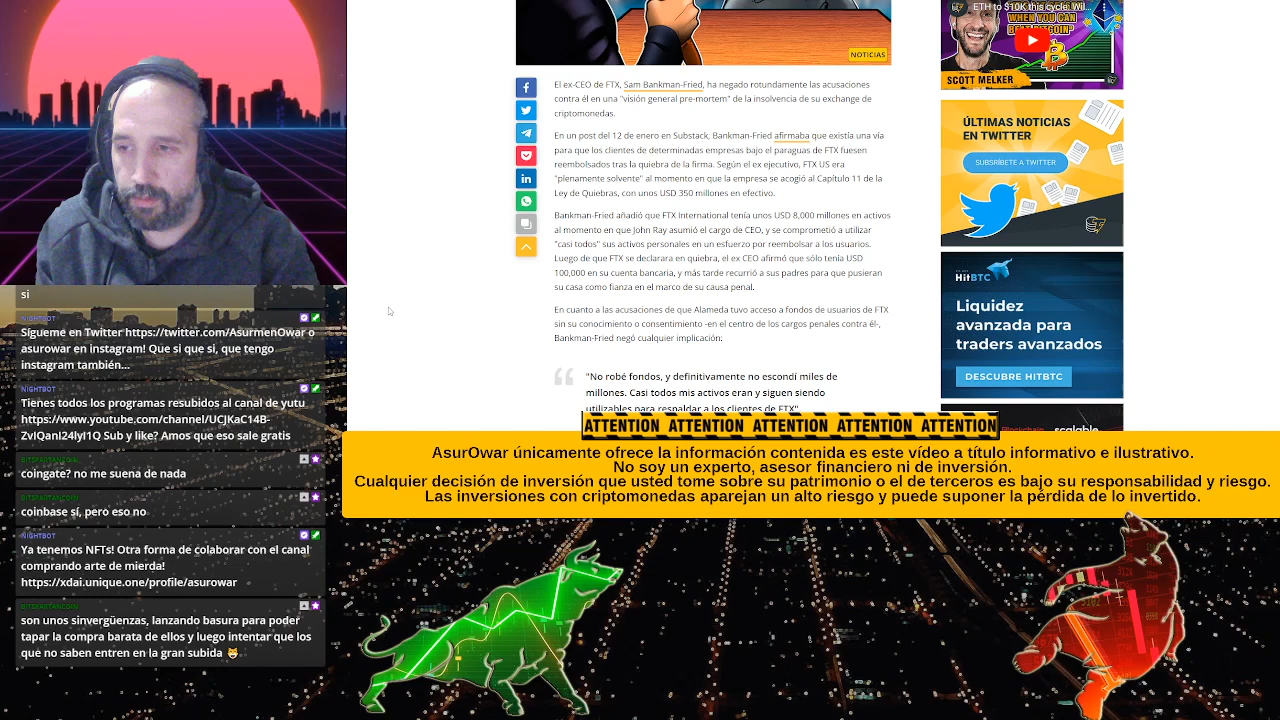 NOTICIAS
El ex-CEO de FTX, Sam Bankman-Fried, ha negado rotundamente las acusaciones
contra él en una "visión general pre-mortem" de la insolvencia de su exchange de
criptomonedas.
En un post del 12 de enero en Substack, Bankman-Fried afirmaba que existía una vía
para que los clientes de determinadas empresas bajo el paraguas de FTX fuesen
reembolsados tras la quiebra de la firma. Según el ex ejecutivo, FTX US era
"plenamente solvente" al momento en que la empresa se acogió al Capítulo 11 de la
Ley de Quiebras, con unos USD 350 millones en efectivo.
Bankman-Fried añadió que FTX International tenía unos USD 8,000 millones en activos
al momento en que John Ray asumió el cargo de CEO, y se comprometió a utilizar
"casi todos" sus activos personales en un esfuerzo por reembolsar a los usuarios.
Luego de que FTX se declarara en quiebra, el ex CEO afirmó que sólo tenía USD
100,000 en su cuenta bancaria, y más tarde recurrió a sus padres para que pusieran
su casa como fianza en el marco de su causa penal.
En cuanto a las acusaciones de que Alameda tuvo acceso a fondos de usuarios de FTX
sin su conocimiento o consentimiento -en el centro de los cargos penales contra él-,
Bankman-Fried negó cualquier implicación:
"No robé fondos, y definitivamente no escondí miles de
millones. Casi todos mis activos eran y siguen siendo
utilizables para respaldar a los clientes de FTX"
ETH to $10K this cycle: Wil...
WHEN YOU CAN
SCOTT MELKER
ÚLTIMAS NOTICIAS
EN TWITTER
SUBSRÍBETE A TWITTER
HitBTC
Liquidez
avanzada para
traders avanzados
DESCUBRE HITBTC
scalable
si
NIGHTBOT
Sígueme en Twitter https://twitter.com/AsurmenOwar o
asurowar en instagram! Que si que si, que tengo
instagram también...
NIGHTBOT
Tienes todos los programas resubidos al canal de yutu
https://www.youtube.com/channel/UCJKaC14B-
ZvIQani24lyI1Q Sub y like? Amos que eso sale gratis
BITSPARTANCOIN
coingate? no me suena de nada
BITSPARTANCOIN
coinbase sí, pero eso no
NIGHTBOT
Ya tenemos NFTs! Otra forma de colaborar con el canal
comprando arte de mierda!
https://xdai.unique.one/profile/asurowar
BITSPARTANCOIN
son unos sinvergüenzas, lanzando basura para poder
tapar la compra barata de ellos y luego intentar que los
que no saben entren en la gran subida
ATTENTION ATTENTION ATTENTION ATTENTION ATTENTION
AsurOwar únicamente ofrece la información contenida es este vídeo a título informativo e ilustrativo.
No soy un experto, asesor financiero ni de inversión.
Cualquier decisión de inversión que usted tome sobre su patrimonio o el de terceros es bajo su responsabilidad y riesgo.
Las inversiones con criptomonedas aparejan un alto riesgo y puede suponer la pérdida de lo invertido.